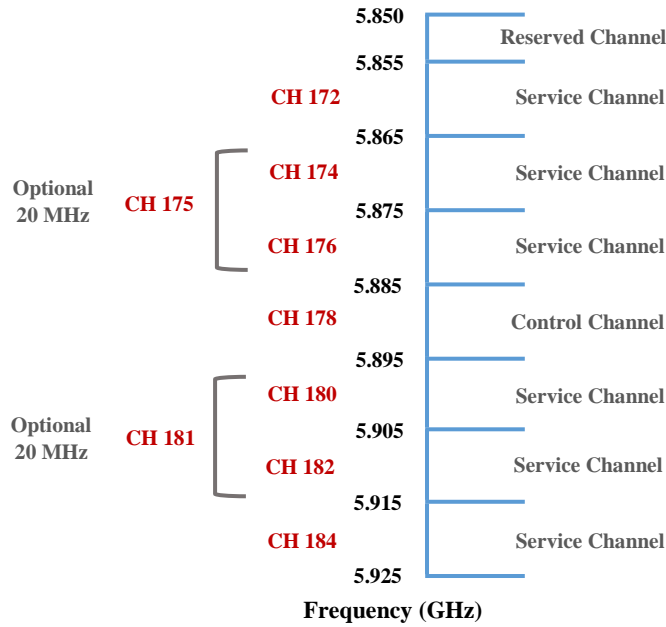 5.850
Reserved Channel
5.855
CH 172
Service Channel
5.865
CH 174
Service Channel
Optional
20 MHz
CH 175
5.875
CH 176
Service Channel
5.885
CH 178
Control Channel
5.895
CH 180
Service Channel
Optional
20 MHz
CH 181
5.905
CH 182
Service Channel
5.915
CH 184
Service Channel
5.925
Frequency (GHz)